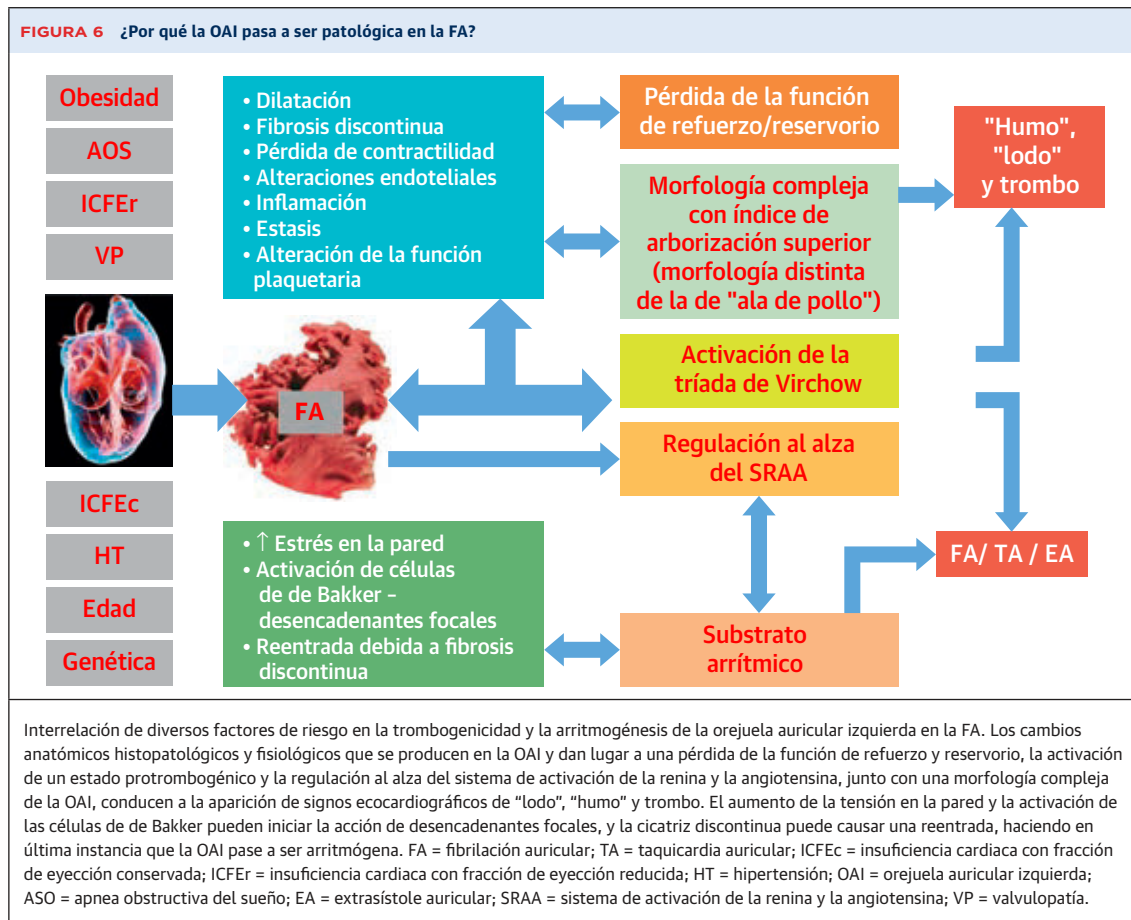 FIGURA 6 ¿Por qué la OAI pasa a ser patológica en la FA?
Obesidad
AOS
ICFEr
VP
ICFEc
HT
Edad
Genética
• Dilatación
• Fibrosis discontinua
• Pérdida de contractilidad
• Alteraciones endoteliales
• Inflamación
• Estasis
• Alteración de la función
plaquetaria
FA
• ↑ Estrés en la pared
• Activación de células
de de Bakker –
desencadenantes focales
• Reentrada debida a fibrosis
discontinua
Pérdida de la función
de refuerzo/reservorio
Morfología compleja
con índice de
arborización superior
(morfología distinta
de la de "ala de pollo")
Activación de la
tríada de Virchow
Regulación al alza
del SRAA
Substrato
arrítmico
"Humo",
"lodo"
y trombo
FA/ TA / EA
Interrelación de diversos factores de riesgo en la trombogenicidad y la arritmogénesis de la orejuela auricular izquierda en la FA. Los cambios
anatómicos histopatológicos y fisiológicos que se producen en la OAI y dan lugar a una pérdida de la función de refuerzo y reservorio, la activación
de un estado protrombogénico y la regulación al alza del sistema de activación de la renina y la angiotensina, junto con una morfología compleja
de la OAI, conducen a la aparición de signos ecocardiográficos de “lodo”, “humo” y trombo. El aumento de la tensión en la pared y la activación de
las células de de Bakker pueden iniciar la acción de desencadenantes focales, y la cicatriz discontinua puede causar una reentrada, haciendo en
última instancia que la OAI pase a ser arritmógena. FA = fibrilación auricular; TA = taquicardia auricular; ICFEc = insuficiencia cardiaca con fracción
de eyección conservada; ICFEr = insuficiencia cardiaca con fracción de eyección reducida; HT = hipertensión; OAI = orejuela auricular izquierda;
ASO = apnea obstructiva del sueño; EA = extrasístole auricular; SRAA = sistema de activación de la renina y la angiotensina; VP = valvulopatía.